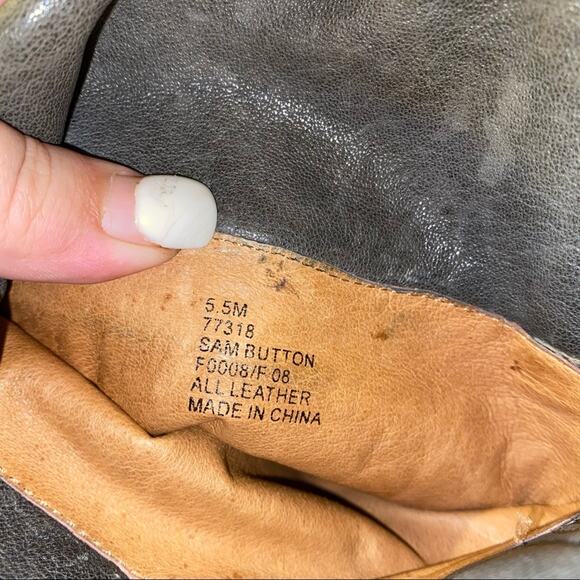 5.5M
77318
SAM BUTTON
F0008/F 08
ALL LEATHER
MADE IN CHINA